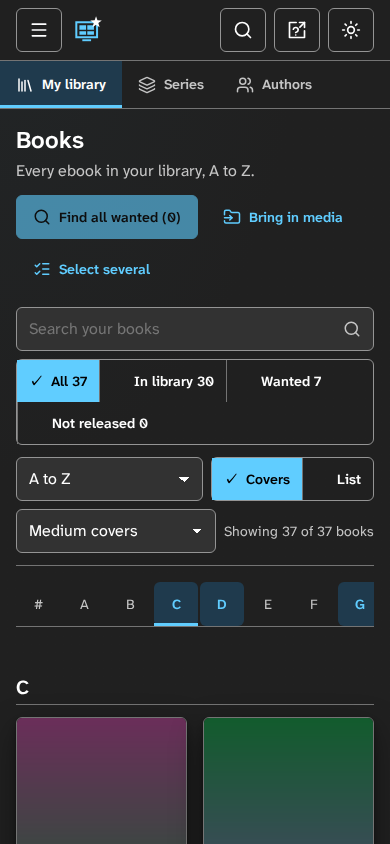 My library Series Authors
Books
Every ebook in your library, A to Z.
Find all wanted (0) Bring in media
Select several
Search your books
✓ All 37 In library 30 Wanted 7
Not released 0
A to Z ✓ Covers List
Medium covers Showing 37 of 37 books
# A B C D E F G
C